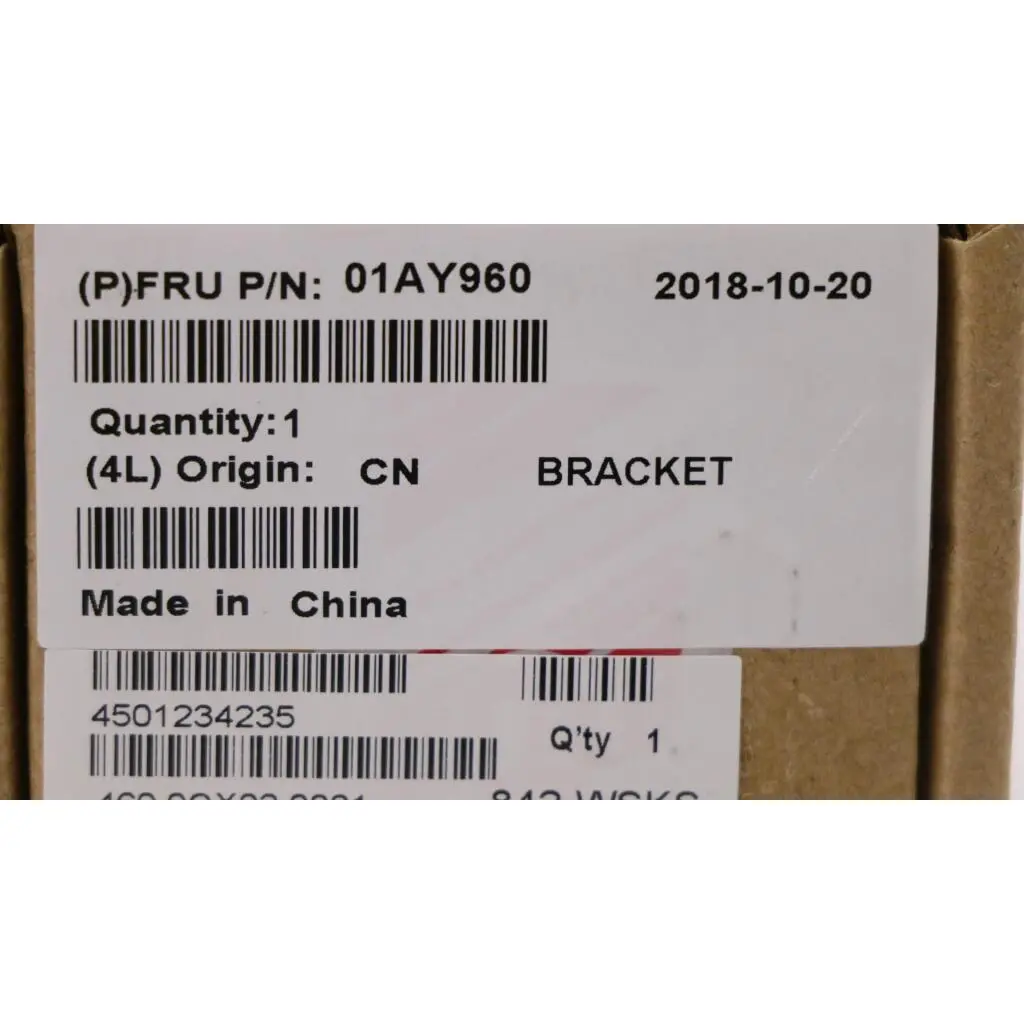 (P)FRU P/N: 01AY960 2018-10-20
Quantity:1
(4L) Origin: CN BRACKET
Made in China
4501234235
Q'ty 1